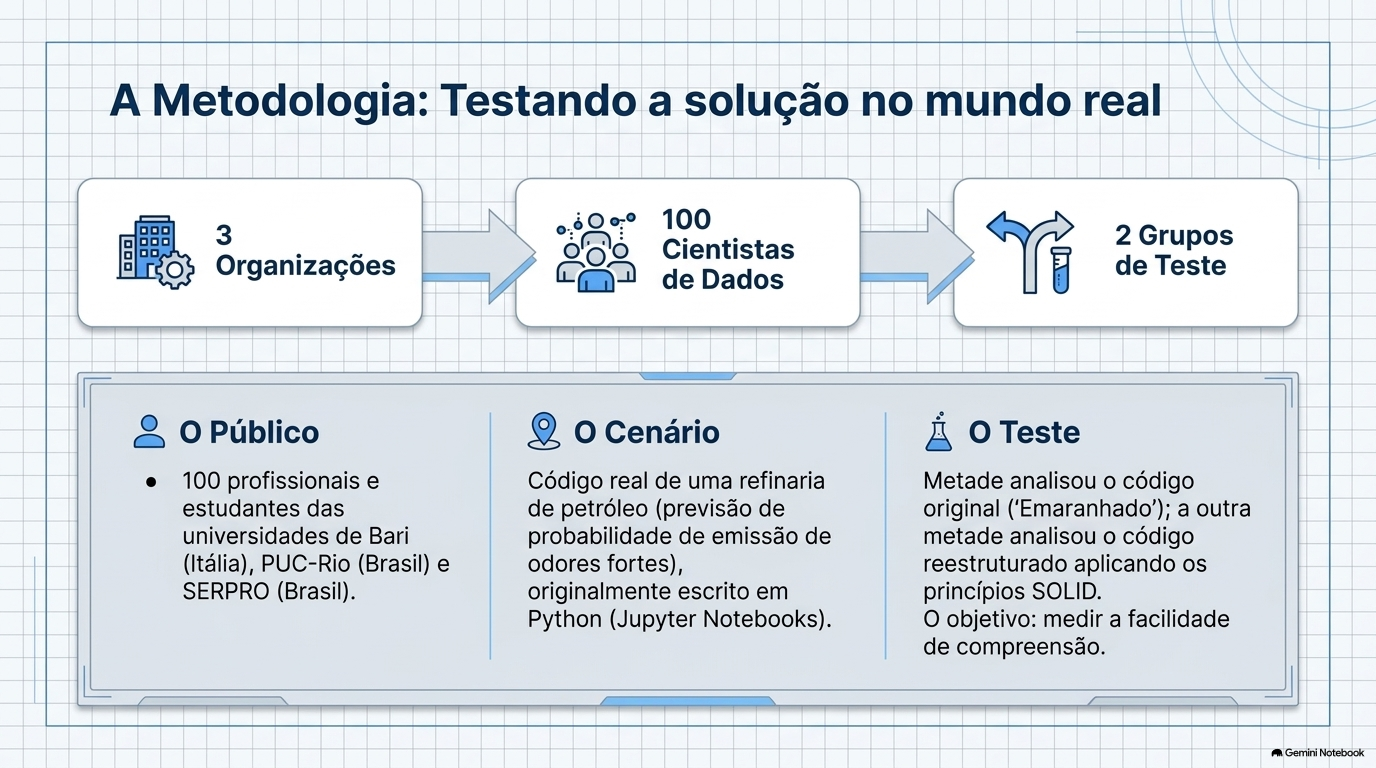 A Metodologia: Testando a solução no mundo real
3
Organizações
100
Cientistas
de Dados
2 Grupos
de Teste
O Público
• 100 profissionais e
estudantes das
universidades de Bari
(Itália), PUC-Rio (Brasil) e
SERPRO (Brasil).
O Cenário
Código real de uma refinaria
de petróleo (previsão de
probabilidade de emissão de
odores fortes),
originalmente escrito em
Python (Jupyter Notebooks).
O Teste
Metade analisou o código
original (‘Emaranhado’); a outra
metade analisou o código
reestruturado aplicando os
princípios SOLID.
O objetivo: medir a facilidade
de compreensão.
Gemini Notebook